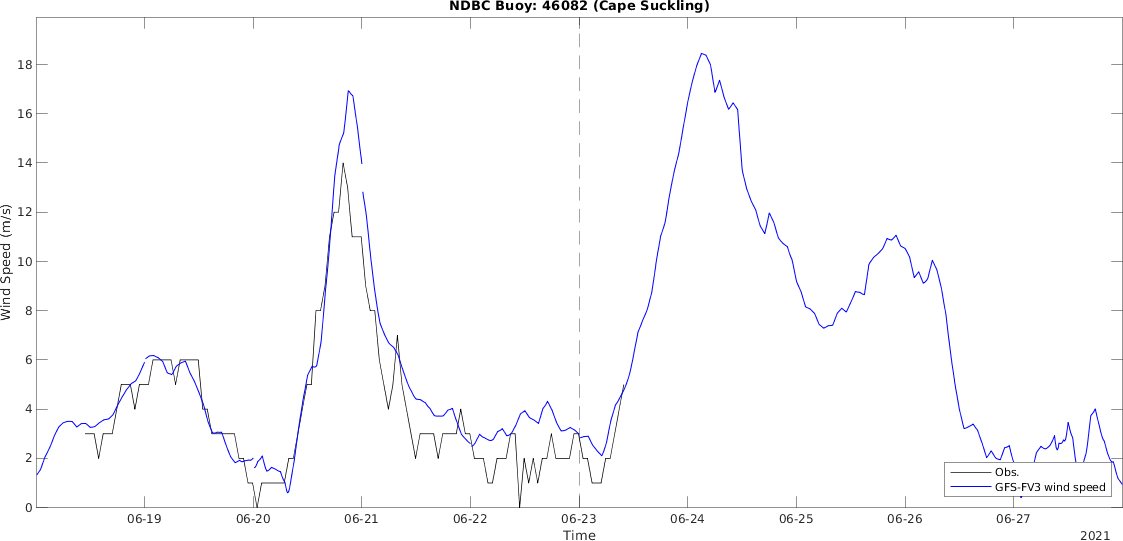 NDBC Buoy: 46082 (Cape Suckling)
Wind Speed (m/s)
18
16
14
12
10
8
6
4
2
0
06-19 06-20 06-21 06-22 06-23 06-24 06-25 06-26 06-27
Time
2021
Obs.
GFS-FV3 wind speed